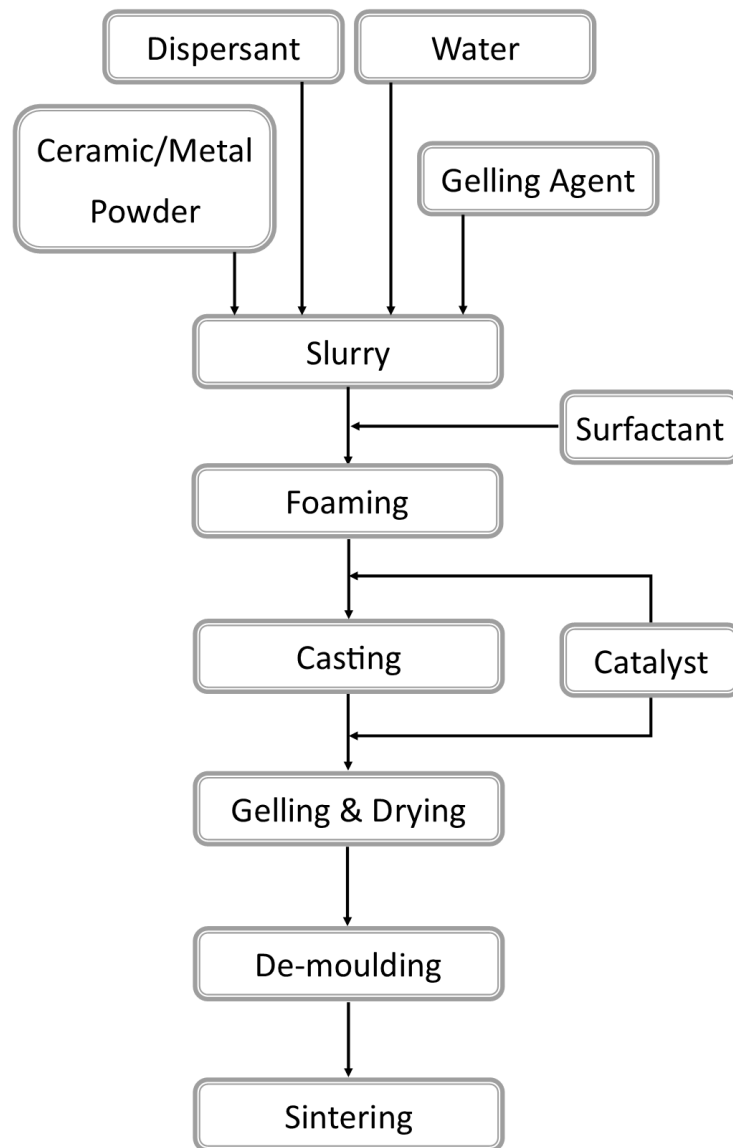 Dispersant
Water
Ceramic/Metal
Powder
Gelling Agent
Slurry
Surfactant
Foaming
Casting
Catalyst
Gelling & Drying
De-moulding
Sintering